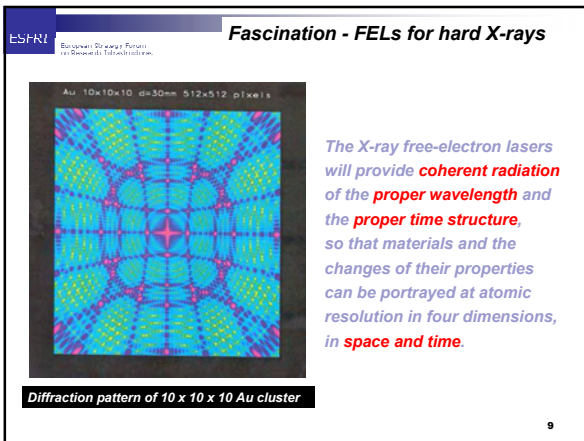 ESFRI
European Strategy Forum
on Research Infrastructures
Fascination - FELs for hard X-rays
Au 10x10x10 d=30mm 512x512 pixels
The X-ray free-electron lasers
will provide coherent radiation
of the proper wavelength and
the proper time structure,
so that materials and the
changes of their properties
can be portrayed at atomic
resolution in four dimensions,
in space and time.
Diffraction pattern of 10 x 10 x 10 Au cluster
9